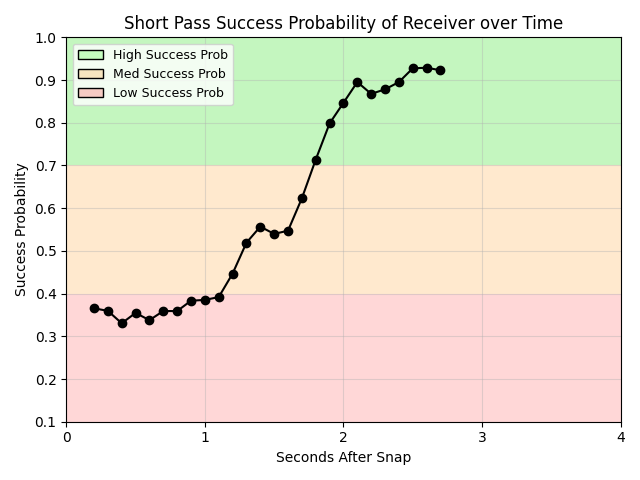 Short Pass Success Probability of Receiver over Time
High Success Prob
Med Success Prob
Low Success Prob
Success Probability
1.0
0.9
0.8
0.7
0.6
0.5
0.4
0.3
0.2
0.1
0 1 2 3 4
Seconds After Snap